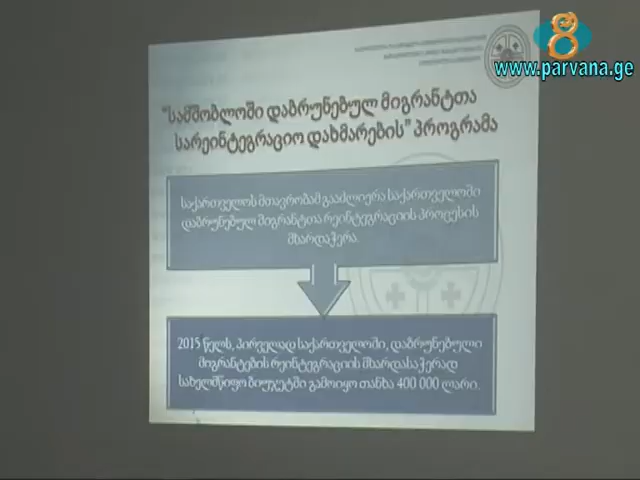 8
www.parvana.ge
"სამშობლოში დაბრუნებულ მიგრანტთა
სარეინტეგრაციო დახმარების" პროგრამა
საქართველოს მთავრობამ გააძლიერა საქართველოში
დაბრუნებულ მიგრანტთა რეინტეგრაციის პროცესის
მხარდაჭერა.
2015 წელს, პირველად საქართველოში, დაბრუნებული
მიგრანტების რეინტეგრაციის მხარდასაჭერად
სახელმწიფო ბიუჯეტში გამოიყო თანხა 400 000 ლარი.